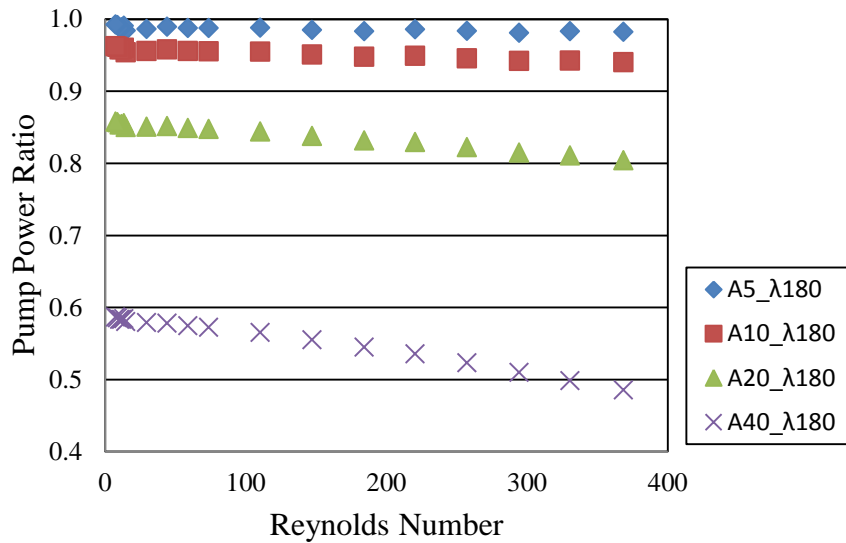 1.0
0.9
0.8
0.7
0.6
0.5
0.4
Pump Power Ratio
0 100 200 300 400
Reynolds Number
A5_λ180
A10_λ180
A20_λ180
A40_λ180